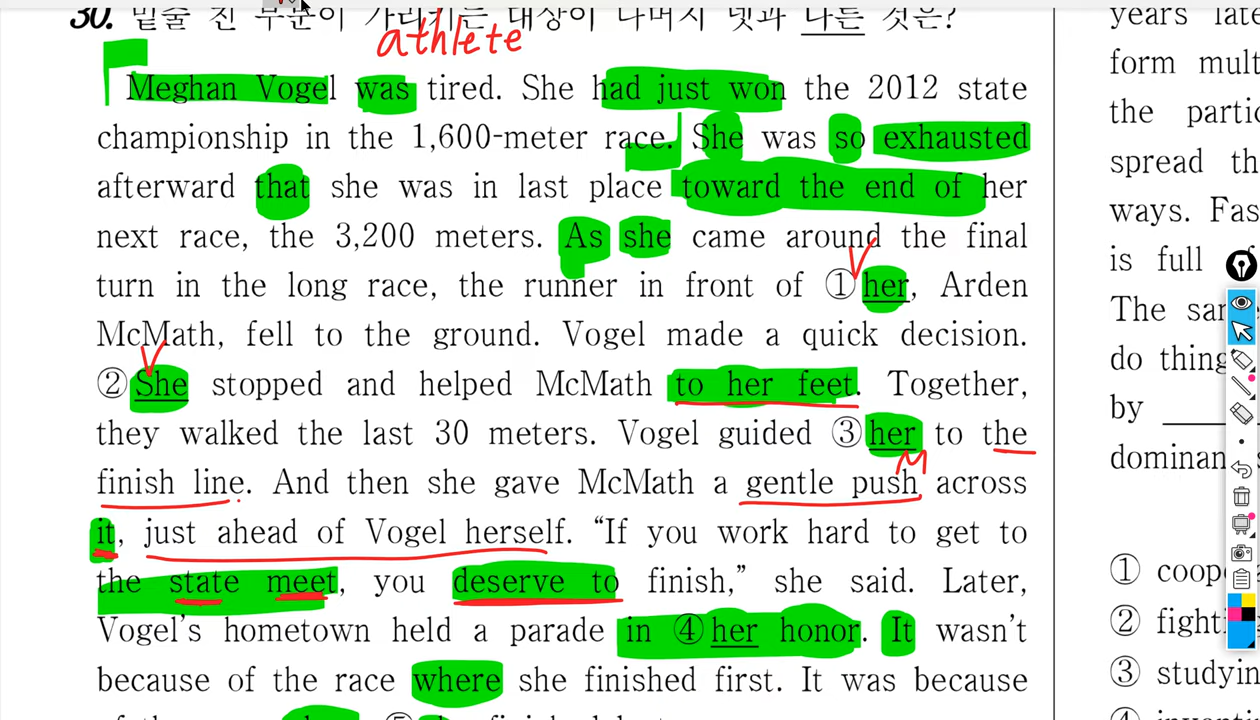 30. 밑줄 친 부분이 가리키는 대상이 나머지 넷과 다른 것은?
athlete
Meghan Vogel was tired. She had just won the 2012 state
championship in the 1,600-meter race. She was so exhausted
afterward that she was in last place toward the end of her
next race, the 3,200 meters. As she came around the final
turn in the long race, the runner in front of ① her, Arden
McMath, fell to the ground. Vogel made a quick decision.
② She stopped and helped McMath to her feet. Together,
they walked the last 30 meters. Vogel guided ③ her to the
M
finish line. And then she gave McMath a gentle push across
it, just ahead of Vogel herself. “If you work hard to get to
the state meet, you deserve to finish,” she said. Later,
Vogel’s hometown held a parade in ④ her honor. It wasn’t
because of the race where she finished first. It was because
years late
form mult
the partic
spread th
ways. Fas
is full
The sar
do thing
by
dominan
① coope
② fighti
③ studyin